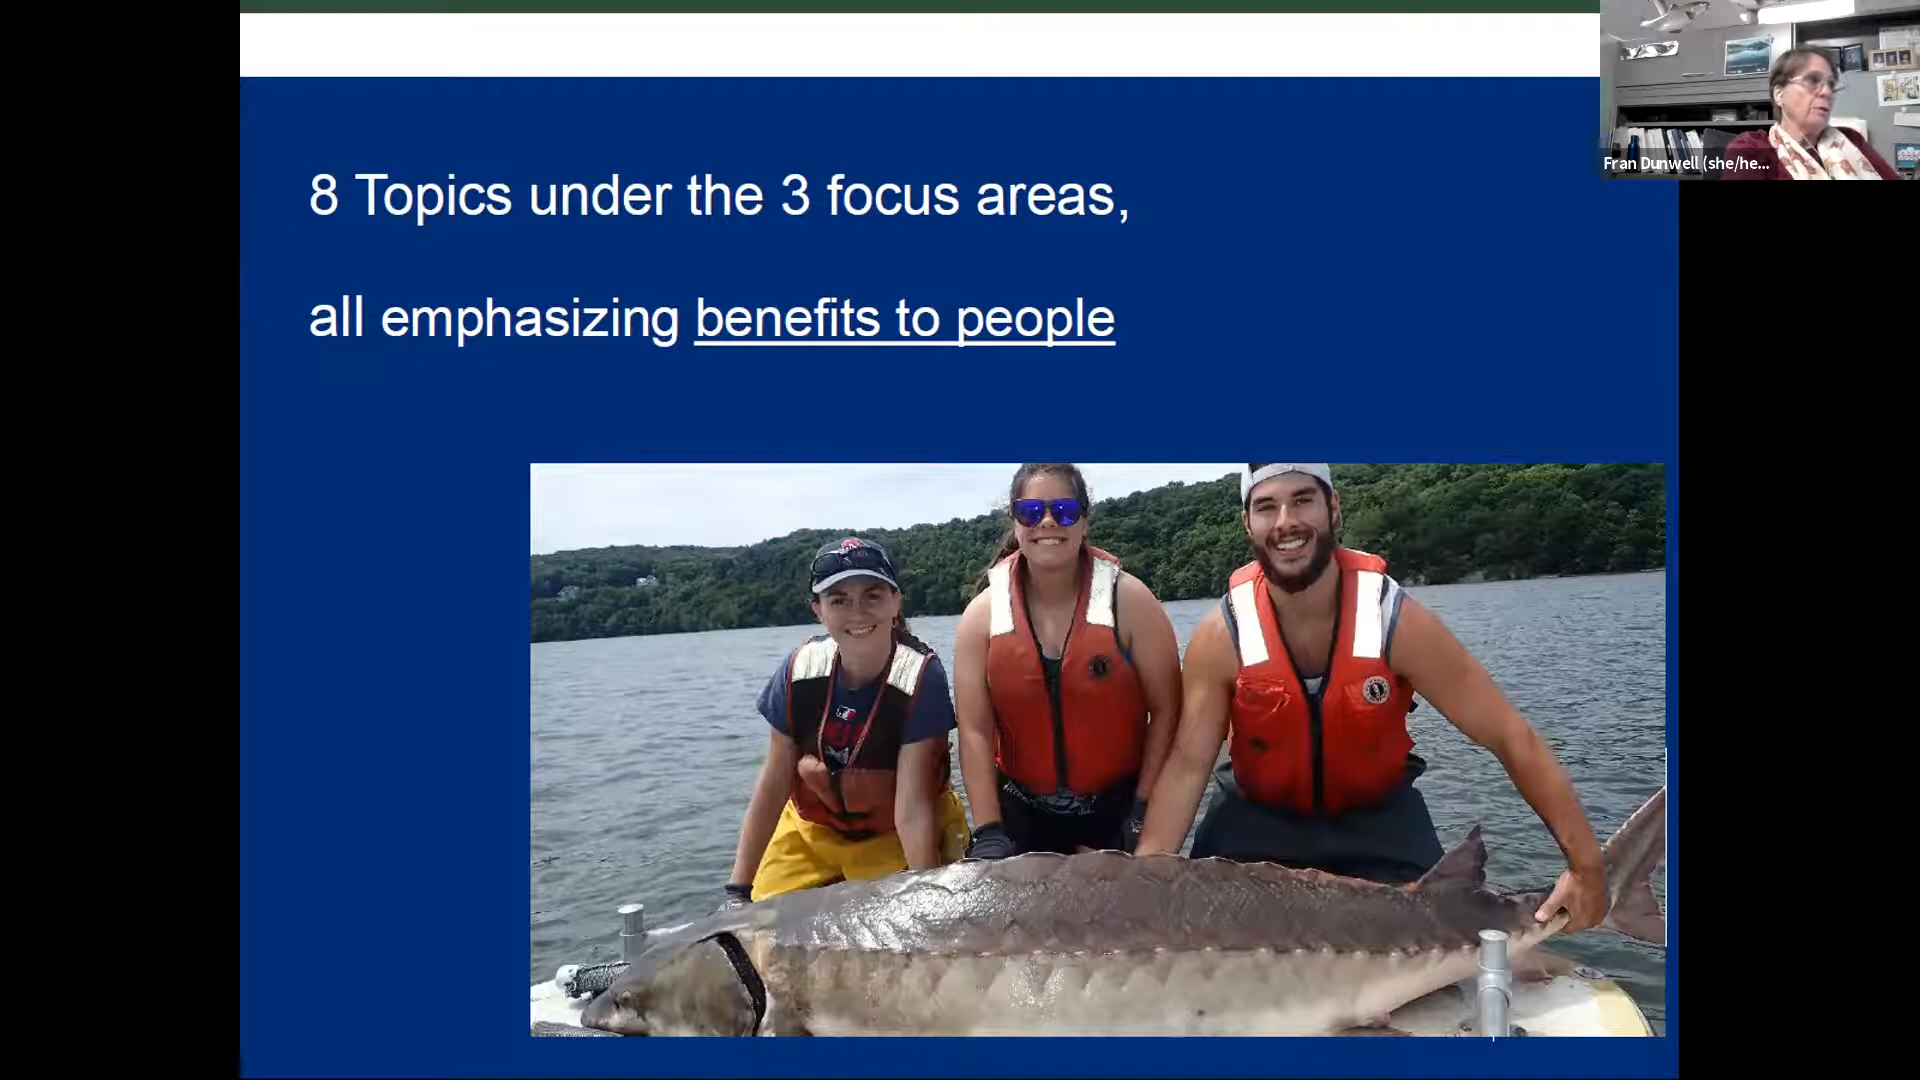 8 Topics under the 3 focus areas,
all emphasizing benefits to people
Fran Dunwell (she/he...